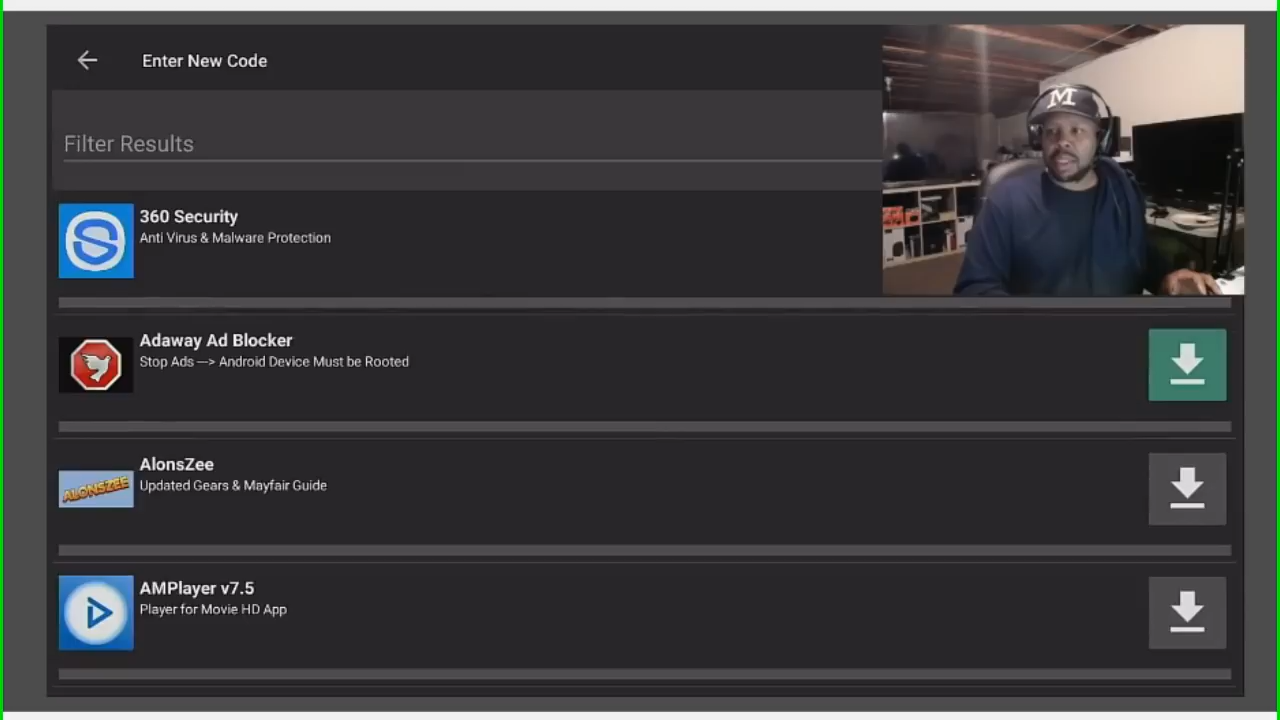 Enter New Code
Filter Results
M
360 Security
Anti Virus & Malware Protection
Adaway Ad Blocker
Stop Ads —> Android Device Must be Rooted
ALONSZEE
AlonsZee
Updated Gears & Mayfair Guide
AMPlayer v7.5
Player for Movie HD App